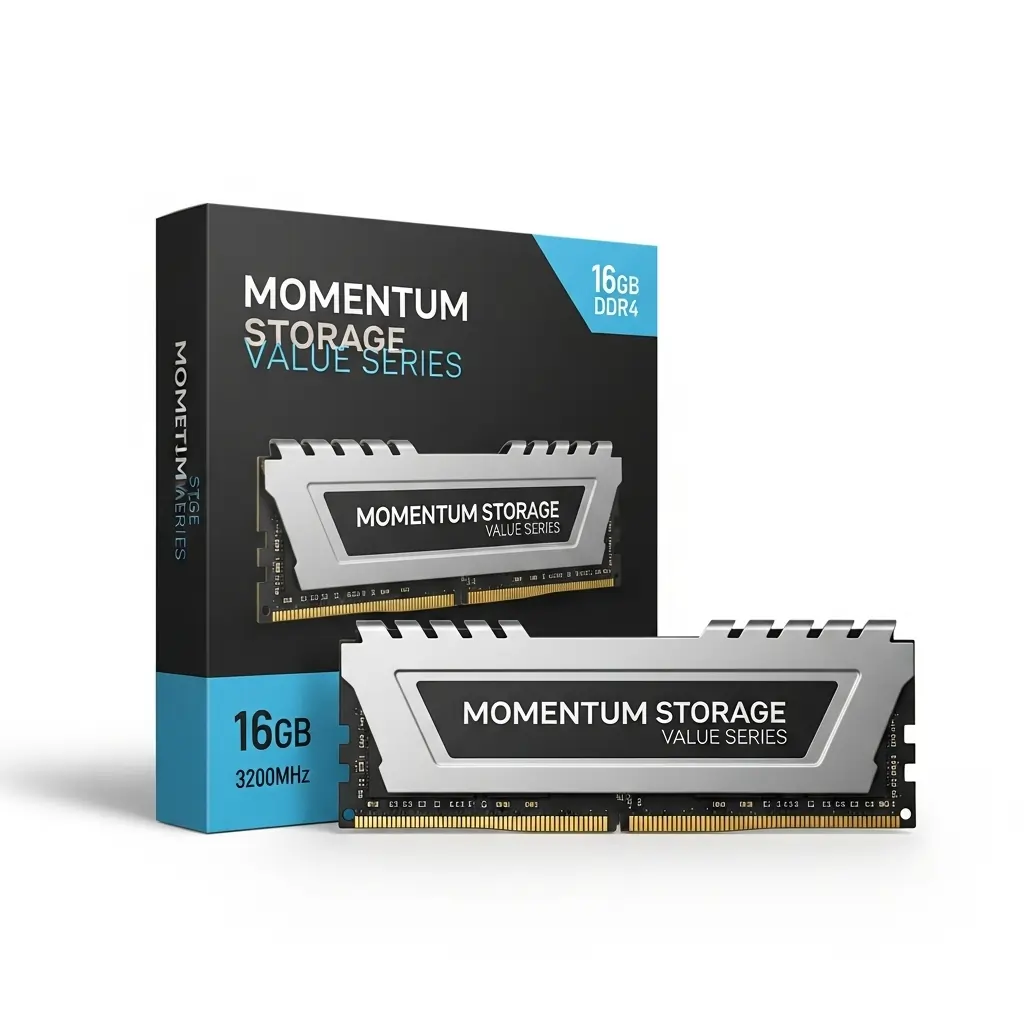 MOMENTUM
STORAGE
VALUE SERIES
16GB
DDR4
MOMENTUM STORAGE
VALUE SERIES
16GB
3200MHz
MOMENTUM STORAGE
VALUE SERIES